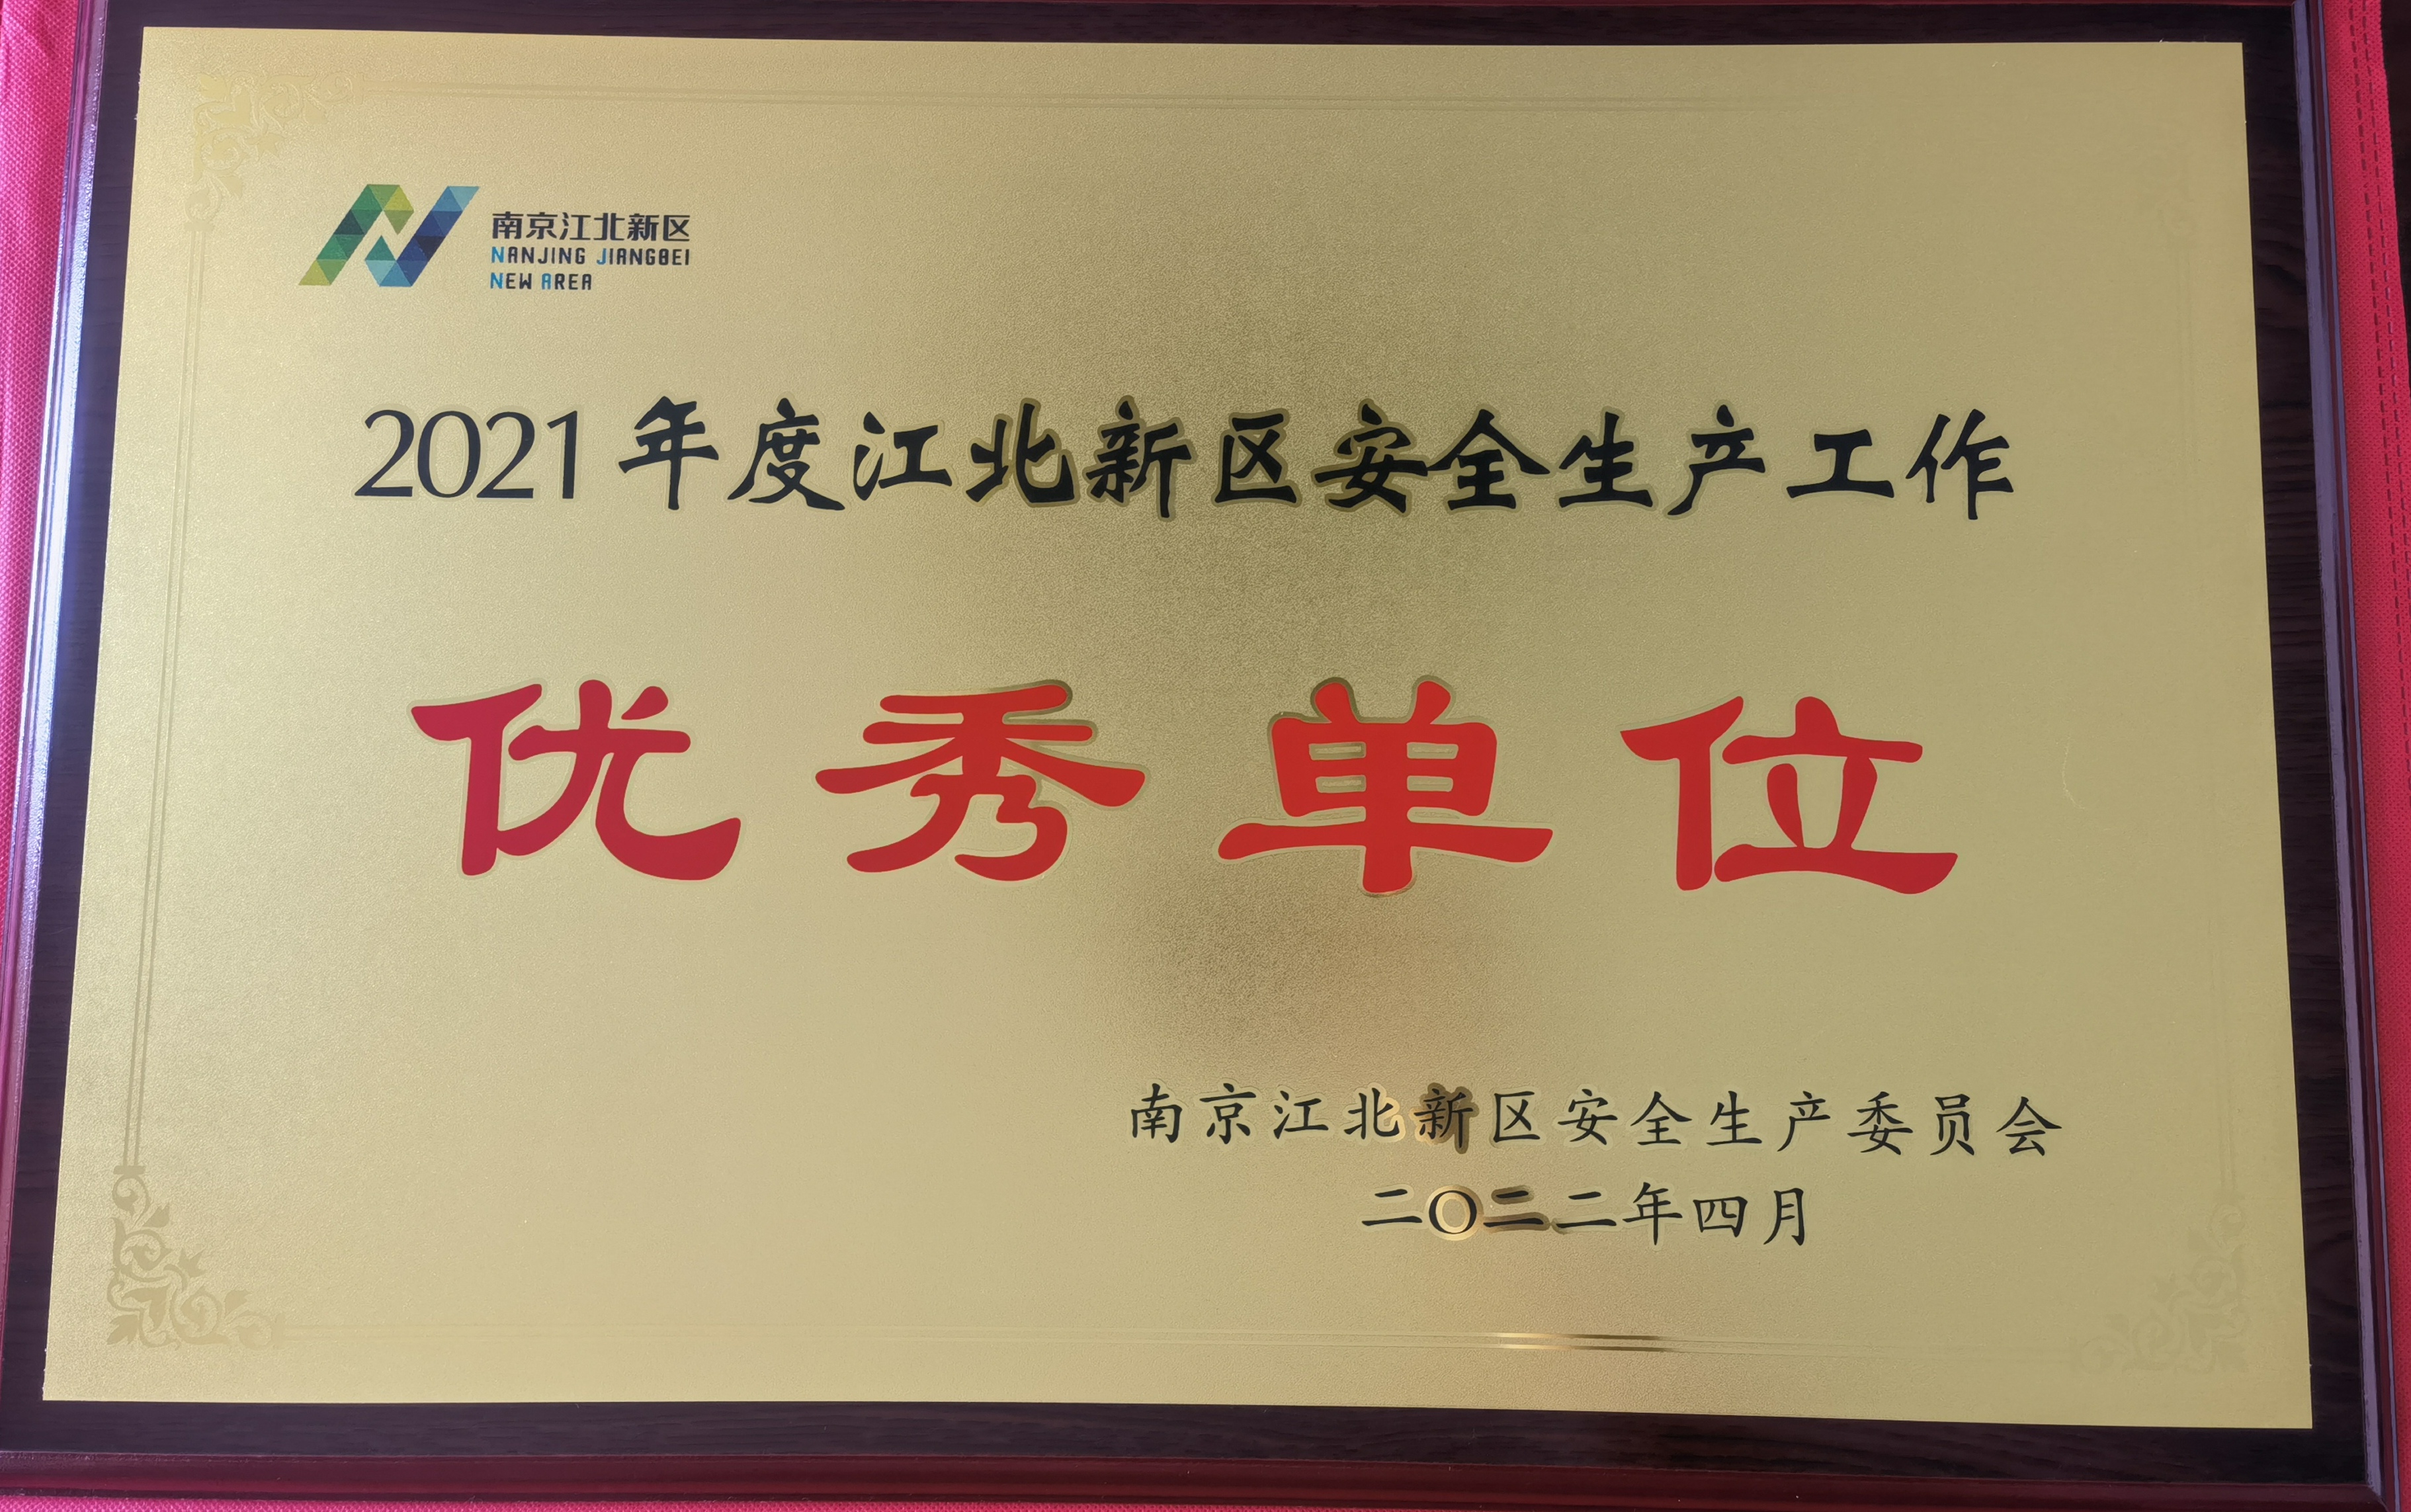 南京江北新区
NANJING JIANGBEI
NEW AREA
2021年度江北新区安全生产工作
优秀单位
南京江北新区安全生产委员会
二〇二二年四月